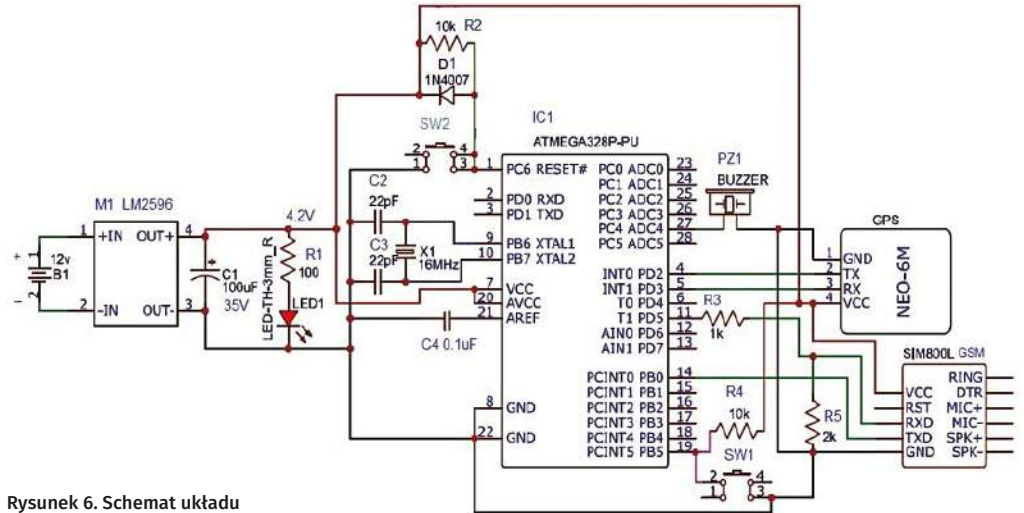 10k R2
D1
1N4007
SW2
2 4
1 3
IC1
ATMEGA328P-PU
1 PC6 RESET#
2 PD0 RXD
3 PD1 TXD
9 PB6 XTAL1
10 PB7 XTAL2
7 VCC
20 AVCC
21 AREF
8 GND
22 GND
PC0 ADC0 23
PC1 ADC1 24
PC2 ADC2 25
PC3 ADC3 26
PC4 ADC4 27
PC5 ADC5 28
INT0 PD2 4
INT1 PD3 5
T0 PD4 6
T1 PD5 11
AIN0 PD6 12
AIN1 PD7 13
PCINT0 PB0 14
PCINT1 PB1 15
PCINT2 PB2 16
PCINT3 PB3 17
PCINT4 PB4 18
PCINT5 PB5 19
PZ1
BUZZER
GPS
1 GND
2 TX
3 RX
4 VCC
NEO-6M
C2
22pF
C3
22pF
X1
16MHz
M1 LM2596
1 +IN OUT+ 4
2 -IN OUT- 3
+ 1
12v
B1
- 2
4.2V
+
C1
100uF
35V
R1
100
LED-TH-3mm_R
LED1
C4 0.1uF
R3
1k
R4
10k
R5
2k
SW1
2 4
1 3
SIM800L GSM
VCC
RST
RXD
TXD
GND
RING
DTR
MIC+
MIC-
SPK+
SPK-
Rysunek 6. Schemat układu